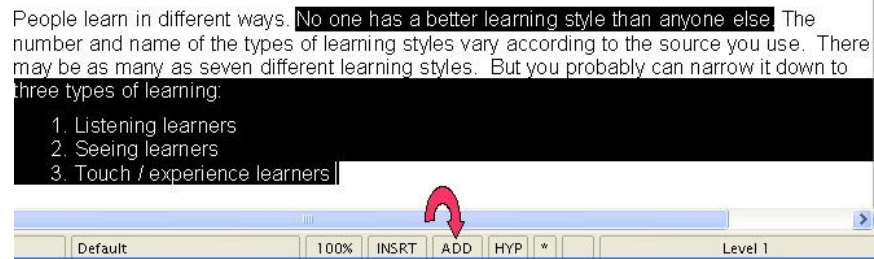 People learn in different ways. No one has a better learning style than anyone else. The
number and name of the types of learning styles vary according to the source you use.  There
may be as many as seven different learning styles.  But you probably can narrow it down to
three types of learning:
1. Listening learners
2. Seeing learners
3. Touch / experience learners
Default 100% INSRT ADD HYP * Level 1